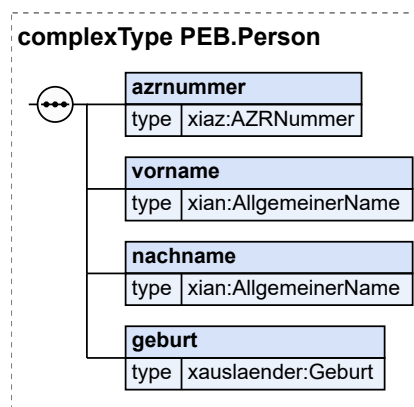 complexType PEB.Person
azrnummer
type xiaz:AZRNummer
vorname
type xian:AllgemeinerName
nachname
type xian:AllgemeinerName
geburt
type xauslaender:Geburt